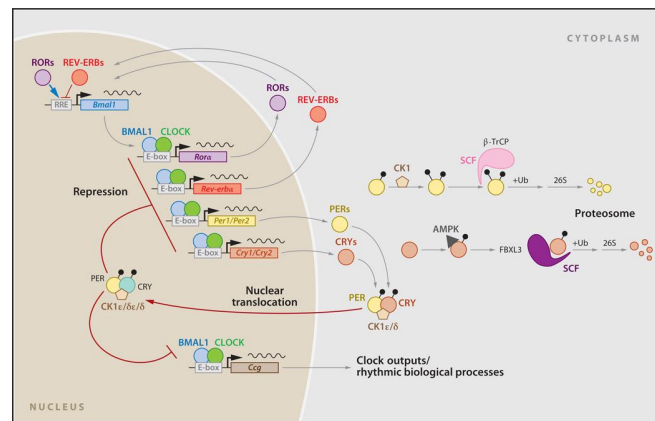 CYTOPLASM
RORs REV-ERBs
RRE Bmal1
RORs
REV-ERBs
BMAL1 CLOCK
E-box Rorα
Repression
E-box Rev-erbα
E-box Per1/Per2
PERs
E-box Cry1/Cry2
CRYs
β-TrCP
SCF
CK1
+Ub 26S
Proteosome
AMPK
FBXL3
+Ub 26S
SCF
PER CRY
CK1ε/δε/δ
Nuclear
translocation
PER CRY
CK1ε/δ
BMAL1 CLOCK
E-box Ccg
Clock outputs/
rhythmic biological processes
NUCLEUS